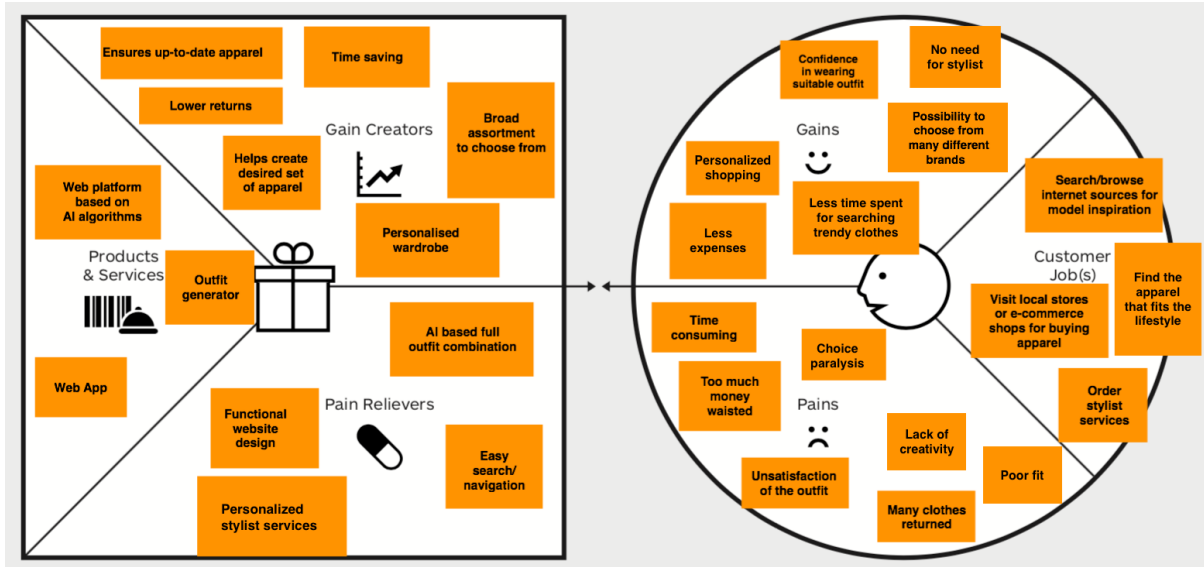 Ensures up-to-date apparel
Time saving
Lower returns
Broad
assortment to
choose from
Gain Creators
Helps create
desired set
of apparel
Web platform
based on
AI algorithms
Personalised
wardrobe
Products
& Services
Outfit
generator
AI based full
outfit combination
Web App
Functional
website
design
Pain Relievers
Easy
search/
navigation
Personalized
stylist services
Confidence
in wearing
suitable outfit
No need
for stylist
Gains
Possibility to
choose from
many different
brands
Personalized
shopping
Less time spent
for searching
trendy clothes
Less
expenses
Search/browse
internet sources for
model inspiration
Customer
Job(s)
Find the
apparel
that fits the
lifestyle
Visit local stores
or e-commerce
shops for buying
apparel
Order
stylist
services
Time
consuming
Choice
paralysis
Too much
money
waisted
Pains
Lack of
creativity
Unsatisfaction
of the outfit
Poor fit
Many clothes
returned